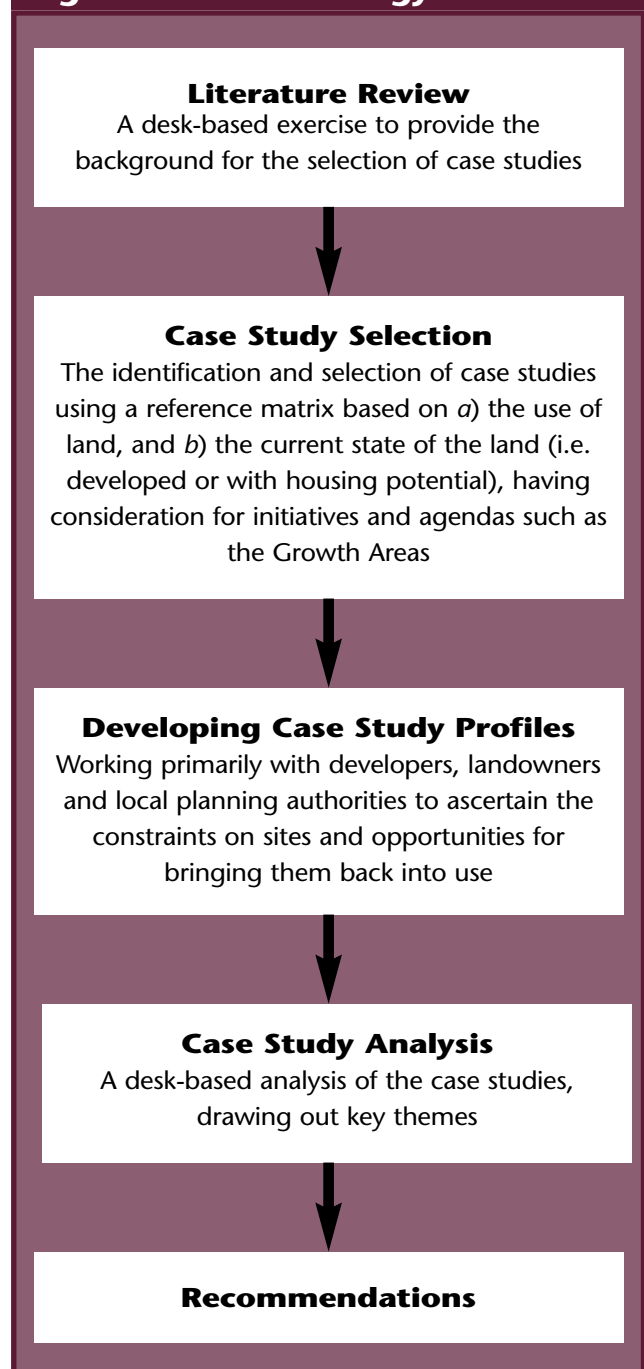 Literature Review
A desk-based exercise to provide the
background for the selection of case studies
Case Study Selection
The identification and selection of case studies
using a reference matrix based on a) the use of
land, and b) the current state of the land (i.e.
developed or with housing potential), having
consideration for initiatives and agendas such as
the Growth Areas
Developing Case Study Profiles
Working primarily with developers, landowners
and local planning authorities to ascertain the
constraints on sites and opportunities for
bringing them back into use
Case Study Analysis
A desk-based analysis of the case studies,
drawing out key themes
Recommendations